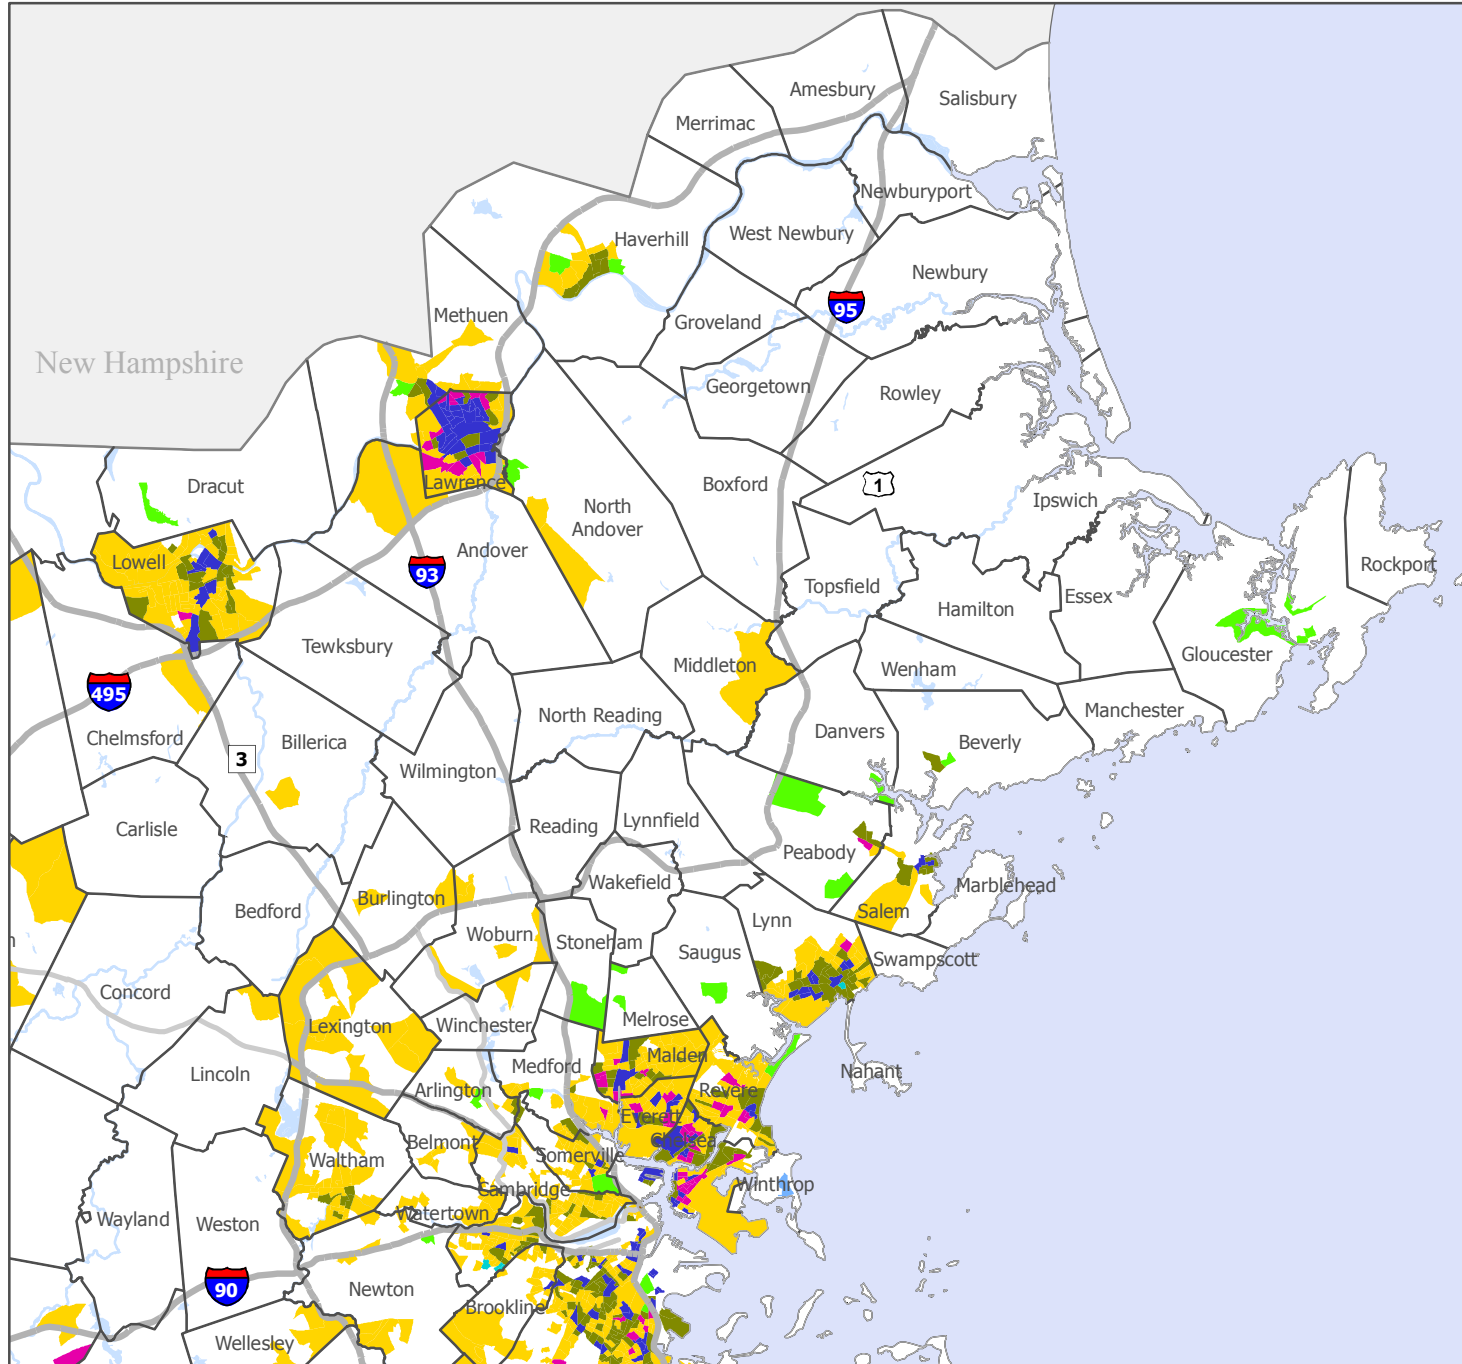 Amesbury
Salisbury
Merrimac
Newburyport
Haverhill
West Newbury
Newbury
95
Methuen
Groveland
New Hampshire
Georgetown
Rowley
Dracut
Lawrence
Boxford
1
Ipswich
North
Andover
Andover
Lowell
93
Topsfield
Rockport
Essex
Hamilton
Tewksbury
Gloucester
Middleton
Wenham
495
North Reading
Manchester
Chelmsford
3
Billerica
Danvers
Beverly
Wilmington
Carlisle
Reading
Lynnfield
Peabody
Wakefield
Marblehead
Burlington
Bedford
Salem
Lynn
n
Woburn
Stoneham
Saugus
Swampscott
Concord
Lexington
Winchester
Melrose
Malden
Medford
Nahant
Lincoln
Arlington
Revere
Everett
Belmont
Chelsea
Waltham
Somerville
Cambridge
Winthrop
Watertown
Wayland
Weston
90
Newton
Brookline
Wellesley